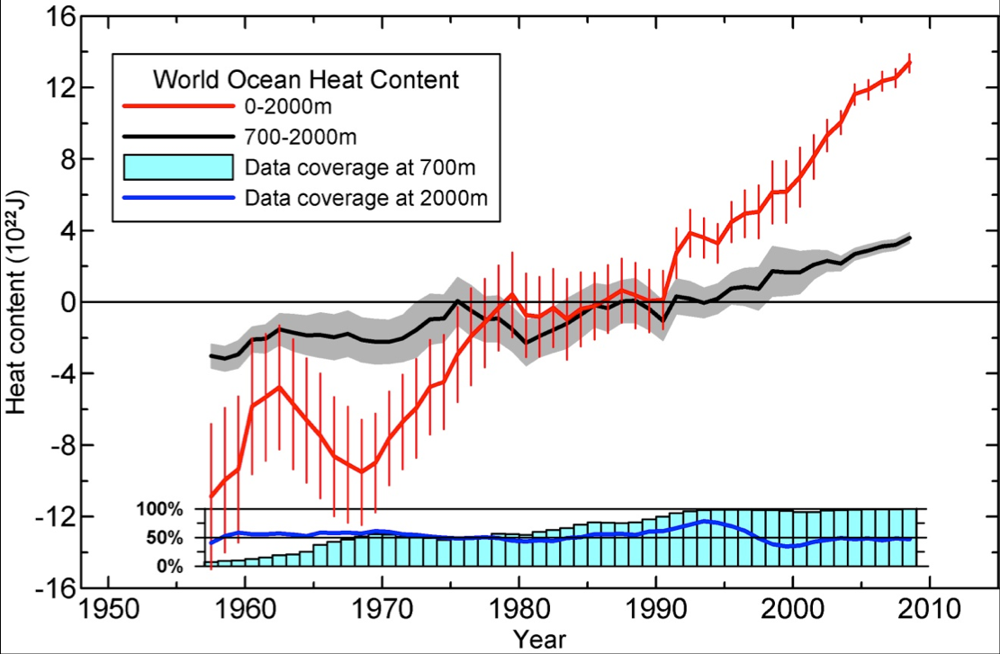 16
12
8
4
0
-4
-8
-12
-16
Heat content (10²²J)
World Ocean Heat Content
0-2000m
700-2000m
Data coverage at 700m
Data coverage at 2000m
100%
50%
0%
1950 1960 1970 1980 1990 2000 2010
Year